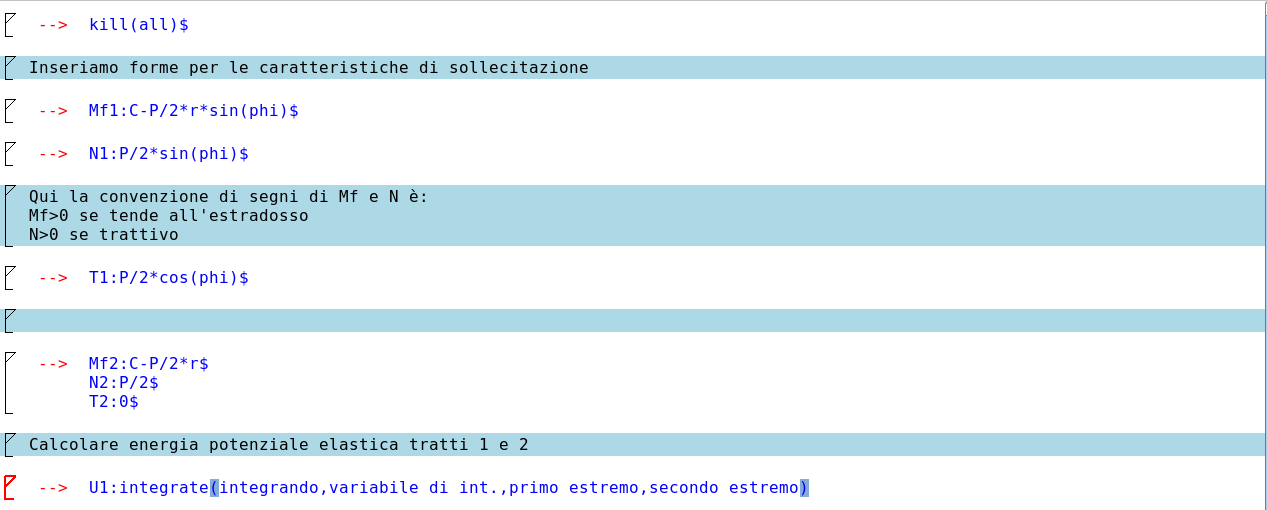 --> kill(all)$
Inseriamo forme per le caratteristiche di sollecitazione
--> Mf1:C-P/2*r*sin(phi)$
--> N1:P/2*sin(phi)$
Qui la convenzione di segni di Mf e N è:
Mf>0 se tende all'estradosso
N>0 se trattivo
--> T1:P/2*cos(phi)$
--> Mf2:C-P/2*r$
N2:P/2$
T2:0$
Calcolare energia potenziale elastica tratti 1 e 2
--> U1:integrate(integrando,variabile di int.,primo estremo,secondo estremo)